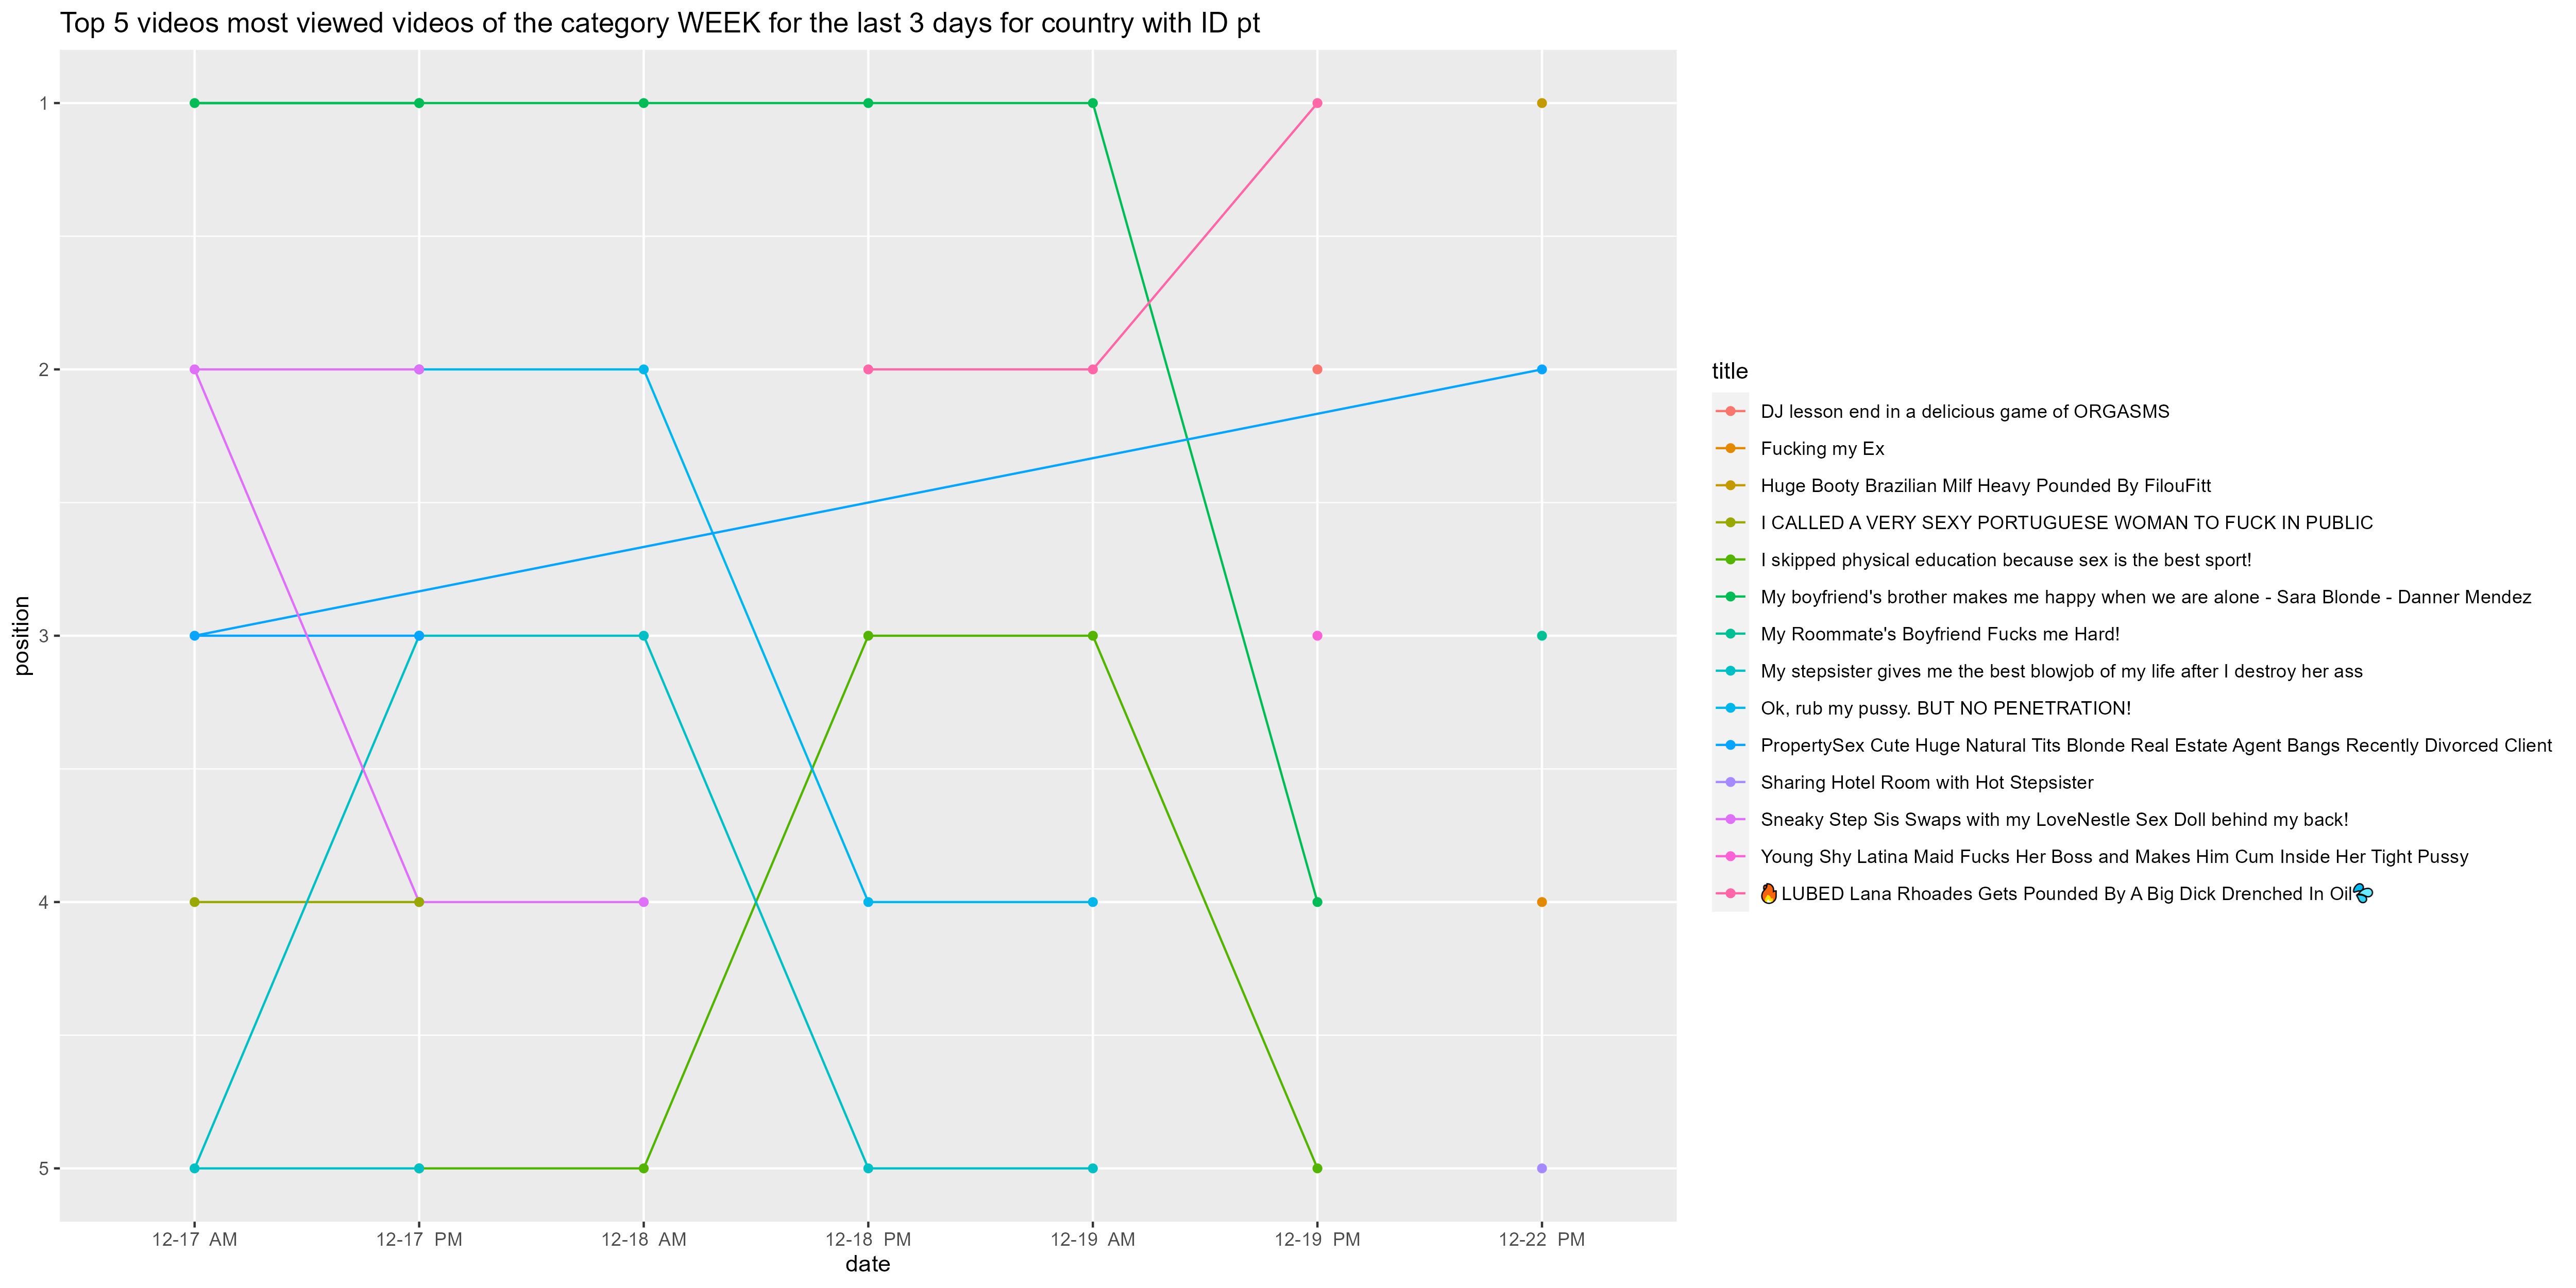 Top 5 videos most viewed videos of the category WEEK for the last 3 days for country with ID pt
position
1
2
3
4
5
12-17 AM
12-17 PM
12-18 AM
12-18 PM
12-19 AM
12-19 PM
12-22 PM
date
title
DJ lesson end in a delicious game of ORGASMS
Fucking my Ex
Huge Booty Brazilian Milf Heavy Pounded By FilouFitt
I CALLED A VERY SEXY PORTUGUESE WOMAN TO FUCK IN PUBLIC
I skipped physical education because sex is the best sport!
My boyfriend's brother makes me happy when we are alone - Sara Blonde - Danner Mendez
My Roommate's Boyfriend Fucks me Hard!
My stepsister gives me the best blowjob of my life after I destroy her ass
Ok, rub my pussy. BUT NO PENETRATION!
PropertySex Cute Huge Natural Tits Blonde Real Estate Agent Bangs Recently Divorced Client
Sharing Hotel Room with Hot Stepsister
Sneaky Step Sis Swaps with my LoveNestle Sex Doll behind my back!
Young Shy Latina Maid Fucks Her Boss and Makes Him Cum Inside Her Tight Pussy
🔥LUBED Lana Rhoades Gets Pounded By A Big Dick Drenched In Oil💦